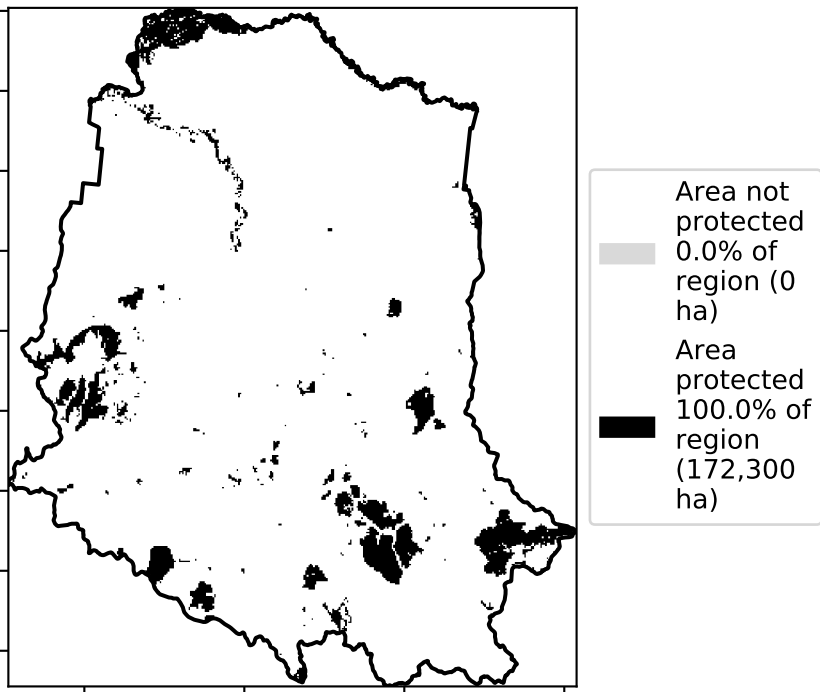 Area not
protected
0.0% of
region (0
ha)
Area
protected
100.0% of
region
(172,300
ha)